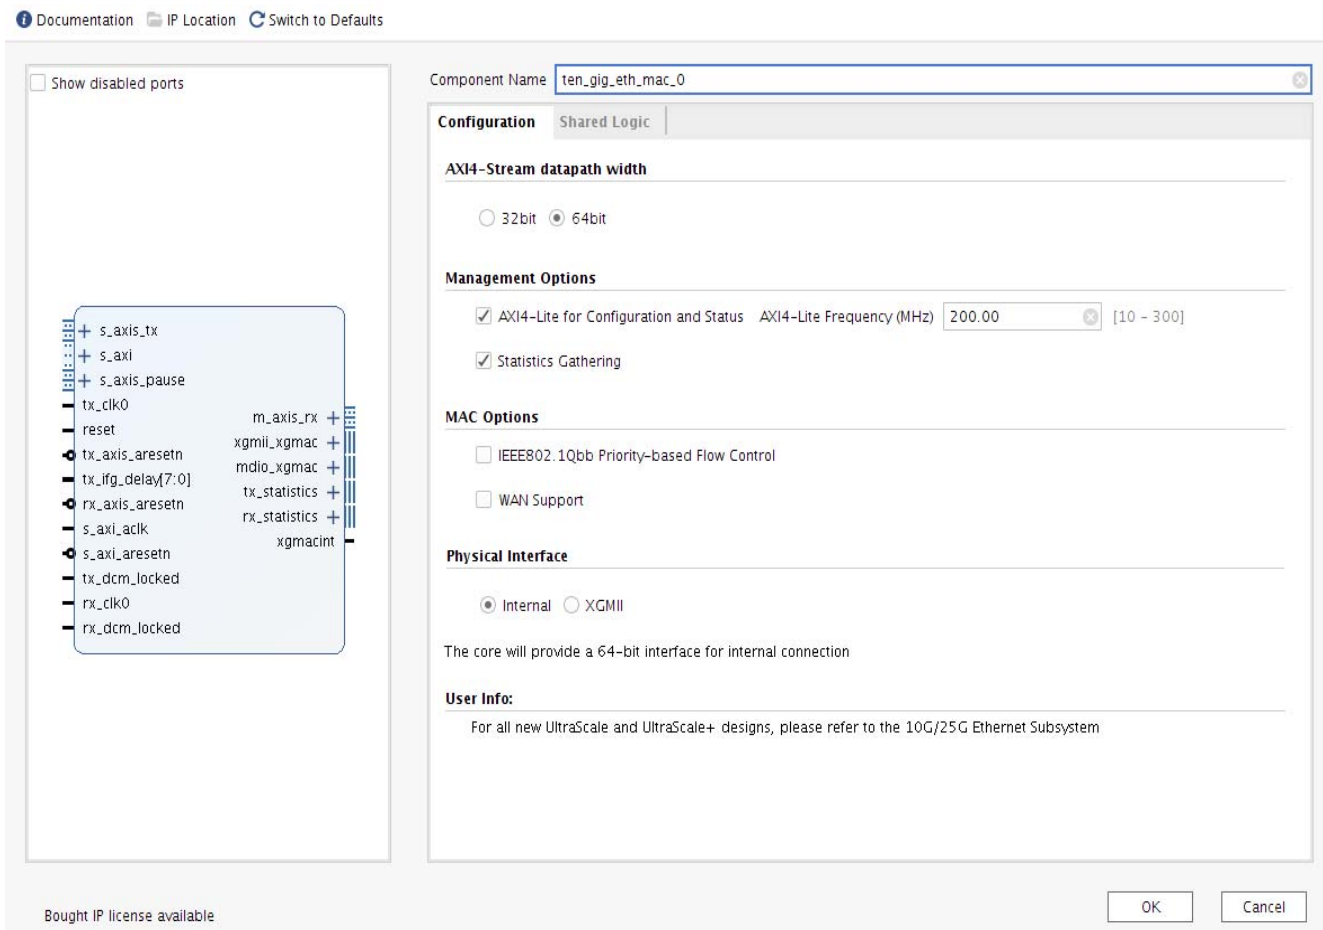 Documentation IP Location Switch to Defaults
Show disabled ports
s_axis_tx
s_axi
s_axis_pause
tx_clk0
reset
tx_axis_aresetn
tx_ifg_delay[7:0]
rx_axis_aresetn
s_axi_aclk
s_axi_aresetn
tx_dcm_locked
rx_clk0
rx_dcm_locked
m_axis_rx
xgmii_xgmac
mdio_xgmac
tx_statistics
rx_statistics
xgmacint
Component Name ten_gig_eth_mac_0
Configuration Shared Logic
AXI4-Stream datapath width
32bit 64bit
Management Options
AXI4-Lite for Configuration and Status AXI4-Lite Frequency (MHz) 200.00 [10 - 300]
Statistics Gathering
MAC Options
IEEE802.1Qbb Priority-based Flow Control
WAN Support
Physical Interface
Internal XGMII
The core will provide a 64-bit interface for internal connection
User Info:
For all new UltraScale and UltraScale+ designs, please refer to the 10G/25G Ethernet Subsystem
Bought IP license available
OK Cancel